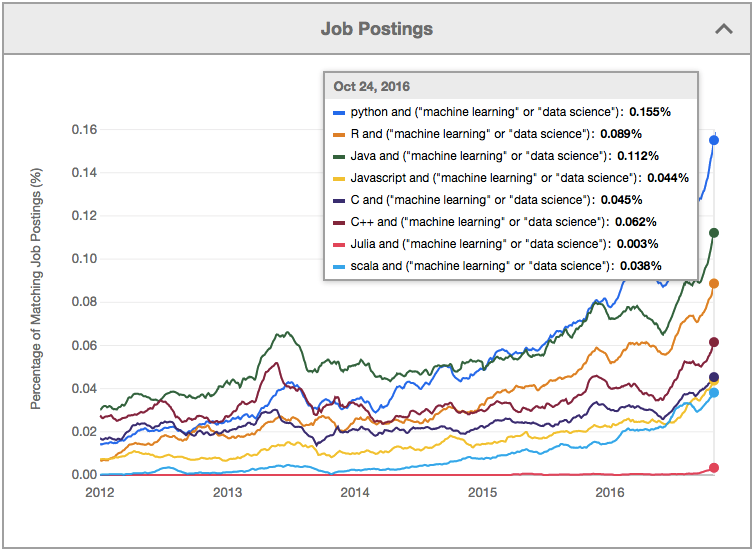 Job Postings
Oct 24, 2016
python and ("machine learning" or "data science"): 0.155%
R and ("machine learning" or "data science"): 0.089%
Java and ("machine learning" or "data science"): 0.112%
Javascript and ("machine learning" or "data science"): 0.044%
C and ("machine learning" or "data science"): 0.045%
C++ and ("machine learning" or "data science"): 0.062%
Julia and ("machine learning" or "data science"): 0.003%
scala and ("machine learning" or "data science"): 0.038%
Percentage of Matching Job Postings (%)
0.16
0.14
0.12
0.10
0.08
0.06
0.04
0.02
0.00
2012 2013 2014 2015 2016